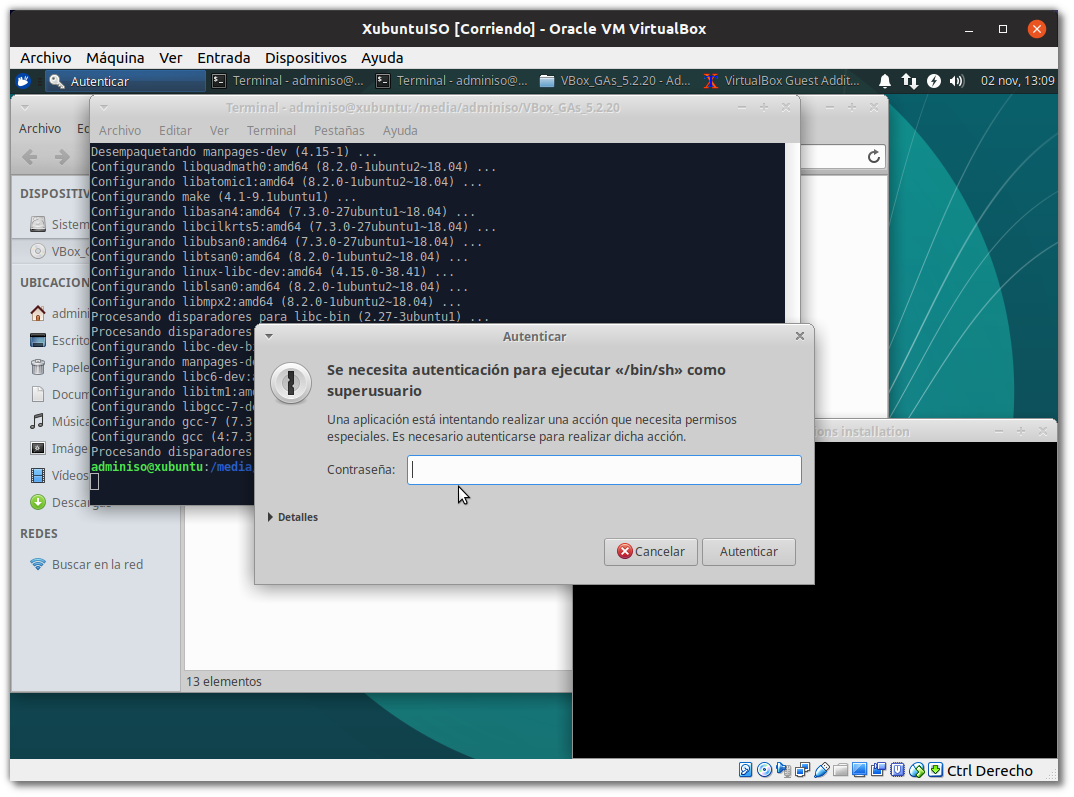 XubuntuISO [Corriendo] - Oracle VM VirtualBox
Archivo Máquina Ver Entrada Dispositivos Ayuda
Autenticar
Terminal - adminiso@...
Terminal - adminiso@...
VBox_GAs_5.2.20 - Ad...
VirtualBox Guest Addit...
02 nov, 13:09
Terminal - adminiso@xubuntu:/media/adminiso/VBox_GAs_5.2.20
Archivo
Archivo Editar Ver Terminal Pestañas Ayuda
Desempaquetando manpages-dev (4.15-1) ...
Configurando libquadmath0:amd64 (8.2.0-1ubuntu2~18.04) ...
Configurando libatomic1:amd64 (8.2.0-1ubuntu2~18.04) ...
Configurando make (4.1-9.1ubuntu1) ...
Configurando libasan4:amd64 (7.3.0-27ubuntu1~18.04) ...
Configurando libcilkrts5:amd64 (7.3.0-27ubuntu1~18.04) ...
Configurando libubsan0:amd64 (7.3.0-27ubuntu1~18.04) ...
Configurando libtsan0:amd64 (8.2.0-1ubuntu2~18.04) ...
Configurando linux-libc-dev:amd64 (4.15.0-38.41) ...
Configurando liblsan0:amd64 (8.2.0-1ubuntu2~18.04) ...
Configurando libmpx2:amd64 (8.2.0-1ubuntu2~18.04) ...
Procesando disparadores para libc-bin (2.27-3ubuntu1) ...
Procesando disparadores
Configurando libc-dev-b
Configurando manpages-d
Configurando libc6-dev:
Configurando libitm1:am
Configurando libgcc-7-d
Configurando gcc-7 (7.3
Configurando gcc (4:7.3
Procesando disparadores
adminiso@xubuntu:/media
DISPOSITIV
Sistem
VBox_G
UBICACION
admini
Escrito
Papele
Docum
Música
Imáge
Vídeos
Descargas
REDES
Buscar en la red
13 elementos
ons installation
Autenticar
Se necesita autenticación para ejecutar «/bin/sh» como
superusuario
Una aplicación está intentando realizar una acción que necesita permisos
especiales. Es necesario autenticarse para realizar dicha acción.
Contraseña:
Detalles
Cancelar
Autenticar
Ctrl Derecho